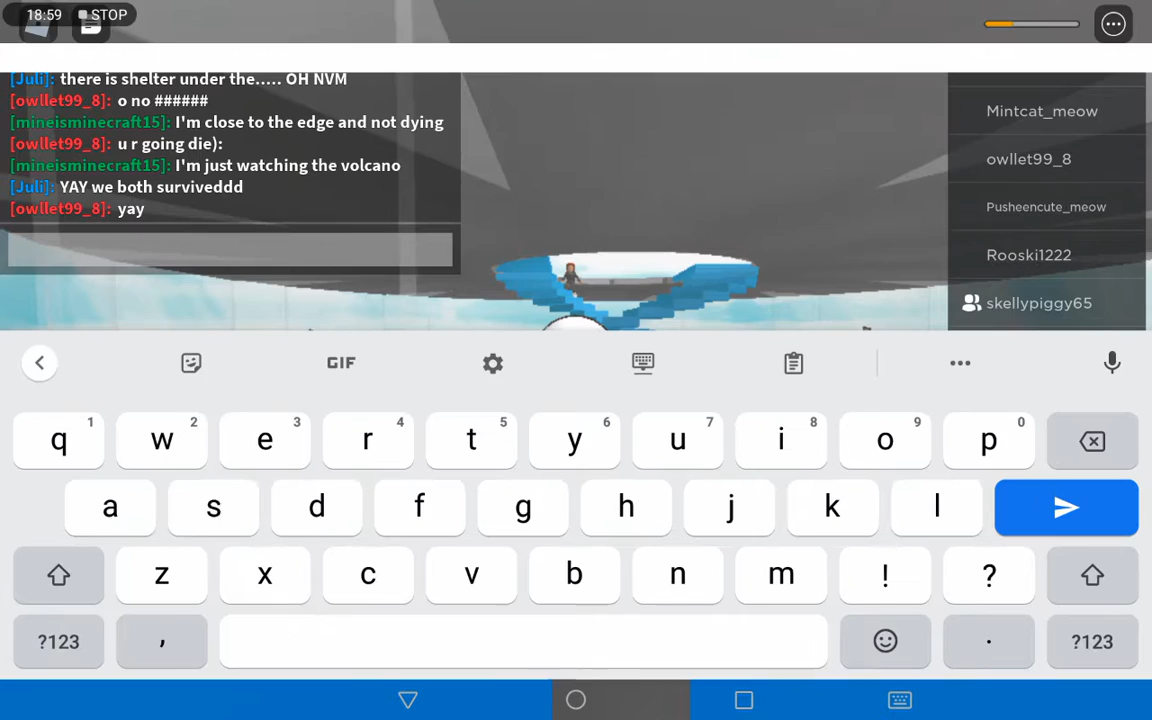 18:59 STOP
[Juli]: there is shelter under the..... OH NVM
[owllet99_8]: o no ######
[mineisminecraft15]: I'm close to the edge and not dying
[owllet99_8]: u r going die):
[mineisminecraft15]: I'm just watching the volcano
[Juli]: YAY we both surviveddd
[owllet99_8]: yay
Mintcat_meow
owllet99_8
Pusheencute_meow
Rooski1222
skellypiggy65
GIF
q 1 w 2 e 3 r 4 t 5 y 6 u 7 i 8 o 9 p 0
a s d f g h j k l
z x c v b n m ! ?
?123 , . ?123